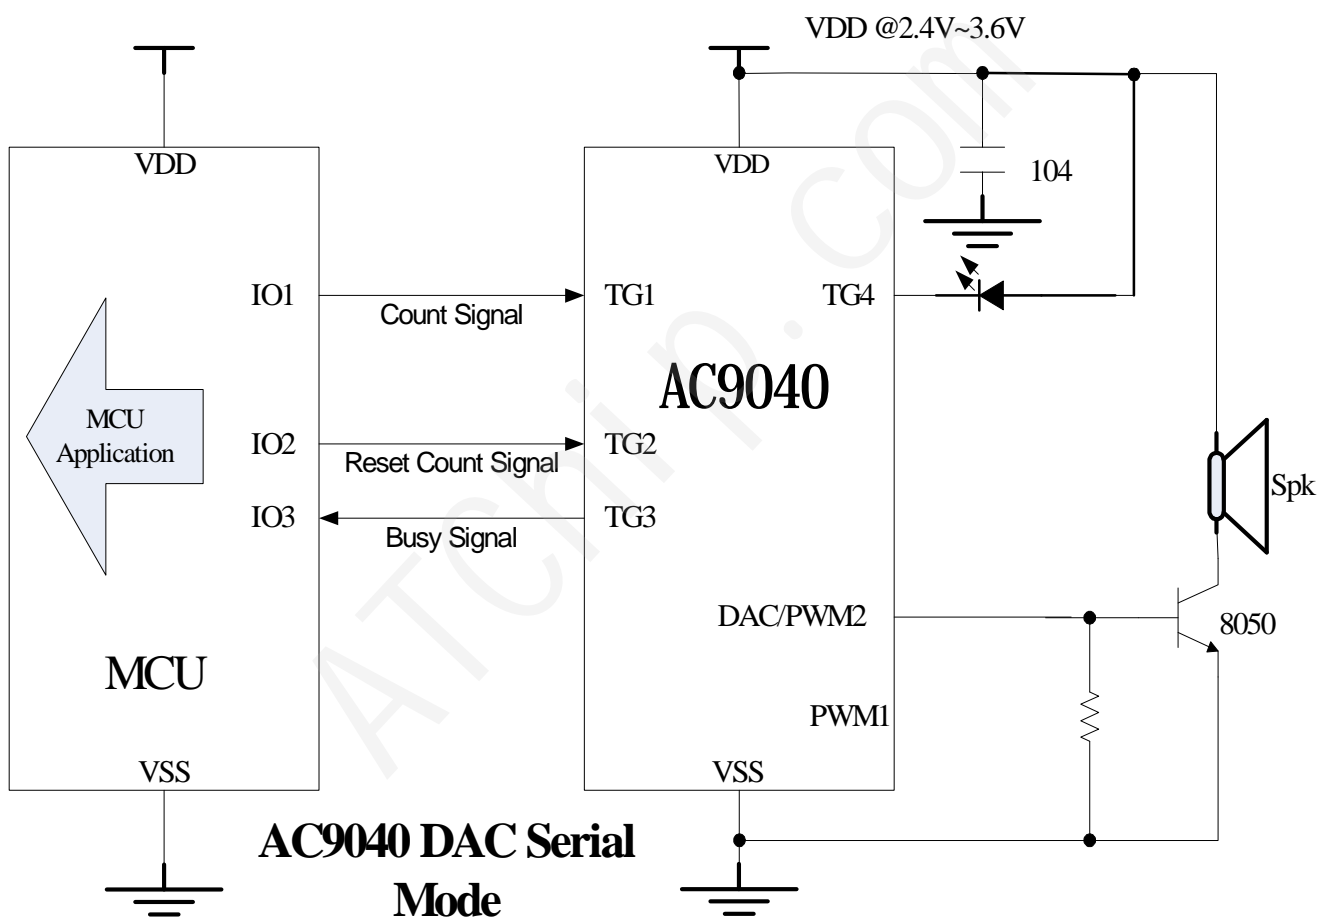 VDD @2.4V~3.6V
VDD
VDD
104
IO1
Count Signal
TG1
TG4
AC9040
MCU
Application
IO2
Reset Count Signal
TG2
IO3
Busy Signal
TG3
Spk
DAC/PWM2
8050
MCU
PWM1
VSS
VSS
AC9040 DAC Serial
Mode
ATChip.com